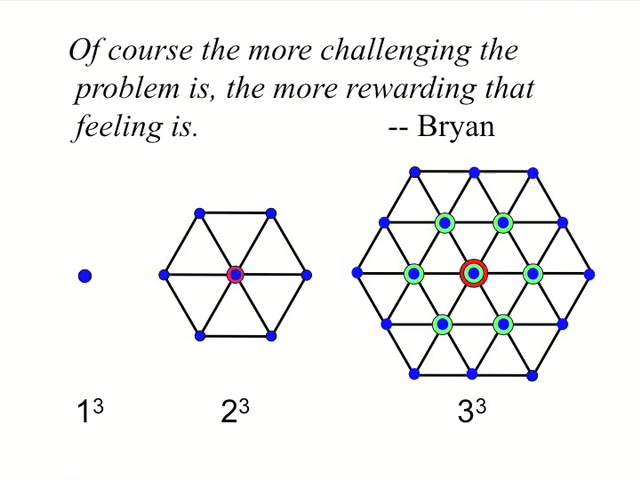 Of course the more challenging the
problem is, the more rewarding that
feeling is. -- Bryan
1³ 2³ 3³